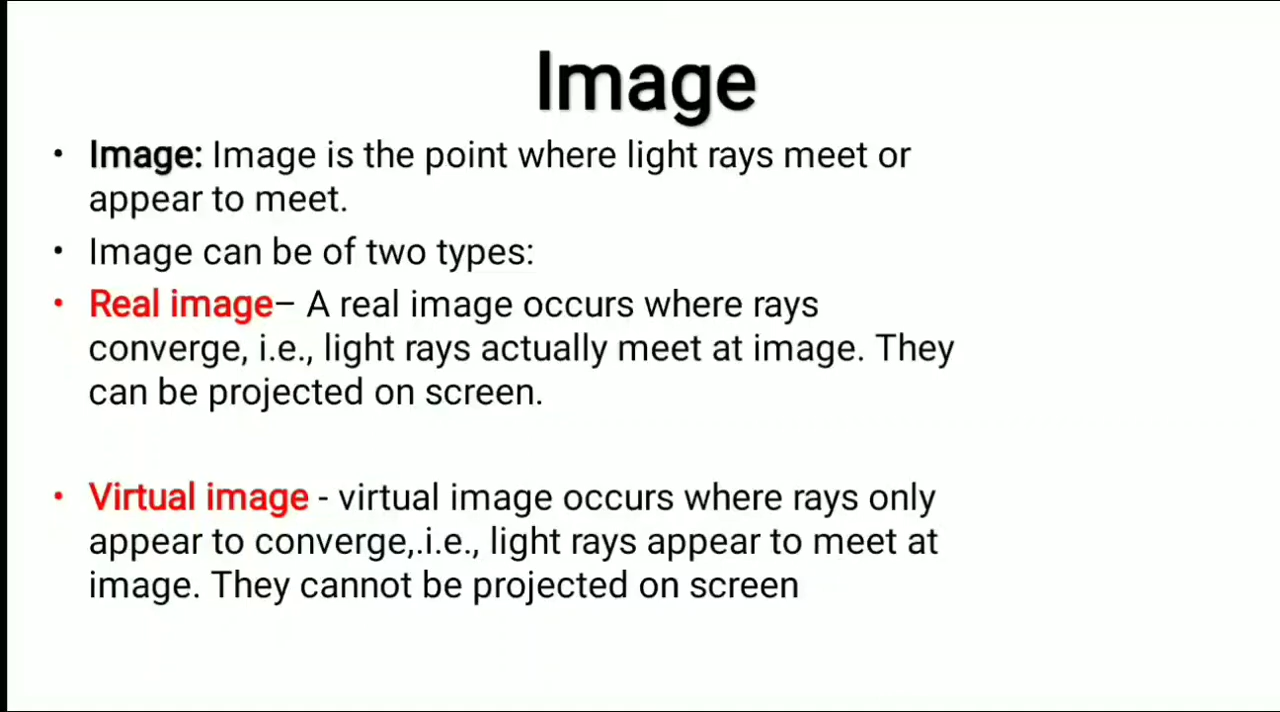 Image
• Image: Image is the point where light rays meet or
appear to meet.
• Image can be of two types:
• Real image– A real image occurs where rays
converge, i.e., light rays actually meet at image. They
can be projected on screen.
• Virtual image - virtual image occurs where rays only
appear to converge,.i.e., light rays appear to meet at
image. They cannot be projected on screen